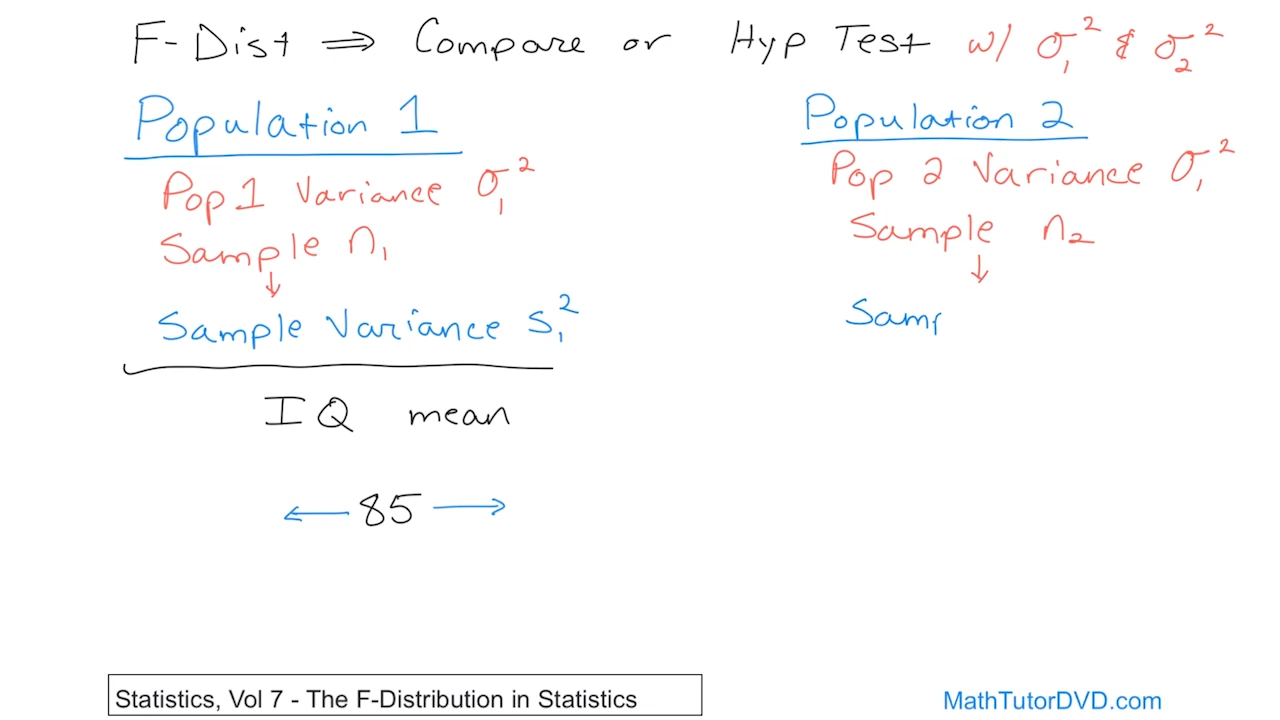 F-Dist ⇒ Compare or Hyp Test w/ σ₁² & σ₂²
Population 1
Pop 1 Variance σ₁²
Sample n₁
↓
Sample Variance s₁²
IQ mean
← 85 →
Population 2
Pop 2 Variance σ₁²
Sample n₂
↓
Samp
Statistics, Vol 7 - The F-Distribution in Statistics
MathTutorDVD.com